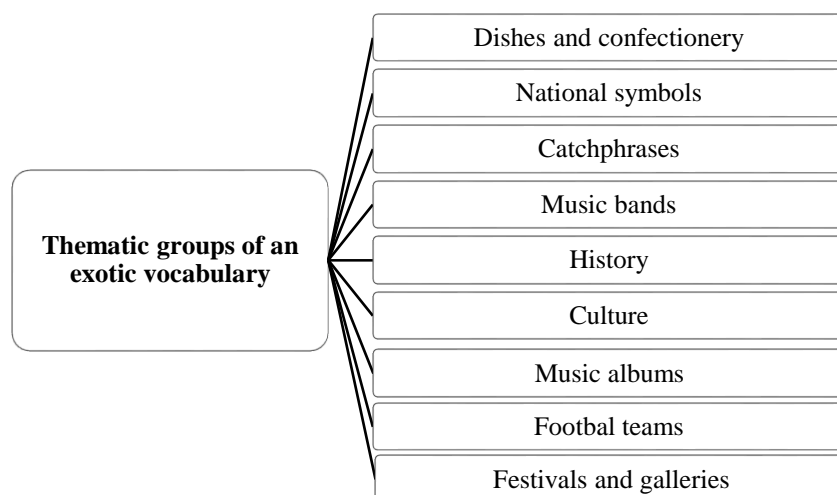 Thematic groups of an
exotic vocabulary
Dishes and confectionery
National symbols
Catchphrases
Music bands
History
Culture
Music albums
Footbal teams
Festivals and galleries